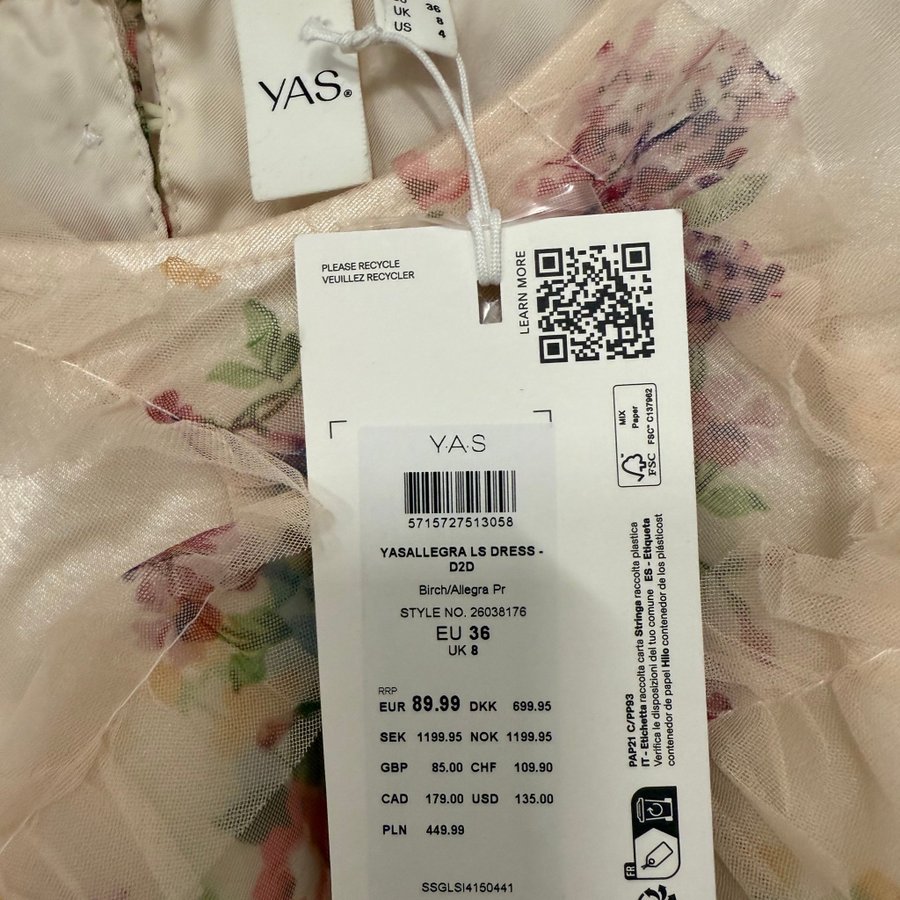 36
UK 8
US 4
YAS.®
PLEASE RECYCLE
VEUILLEZ RECYCLER
LEARN MORE
MIX
Paper
FSC™ C137962
FSC™
Y.A.S
5715727513058
YASALLEGRA LS DRESS -
D2D
Birch/Allegra Pr
STYLE NO. 26038176
EU 36
UK 8
RRP
EUR 89.99 DKK 699.95
SEK 1199.95 NOK 1199.95
GBP 85.00 CHF 109.90
CAD 179.00 USD 135.00
PLN 449.99
SSGLSI4150441
PAP21 C/PP93
IT - Etichetta raccolta carta Stringa raccolta plastica
Verifica le disposizioni del tuo comune ES - Etiqueta
contenedor de papel Hilo contenedor de los plásticost
FR